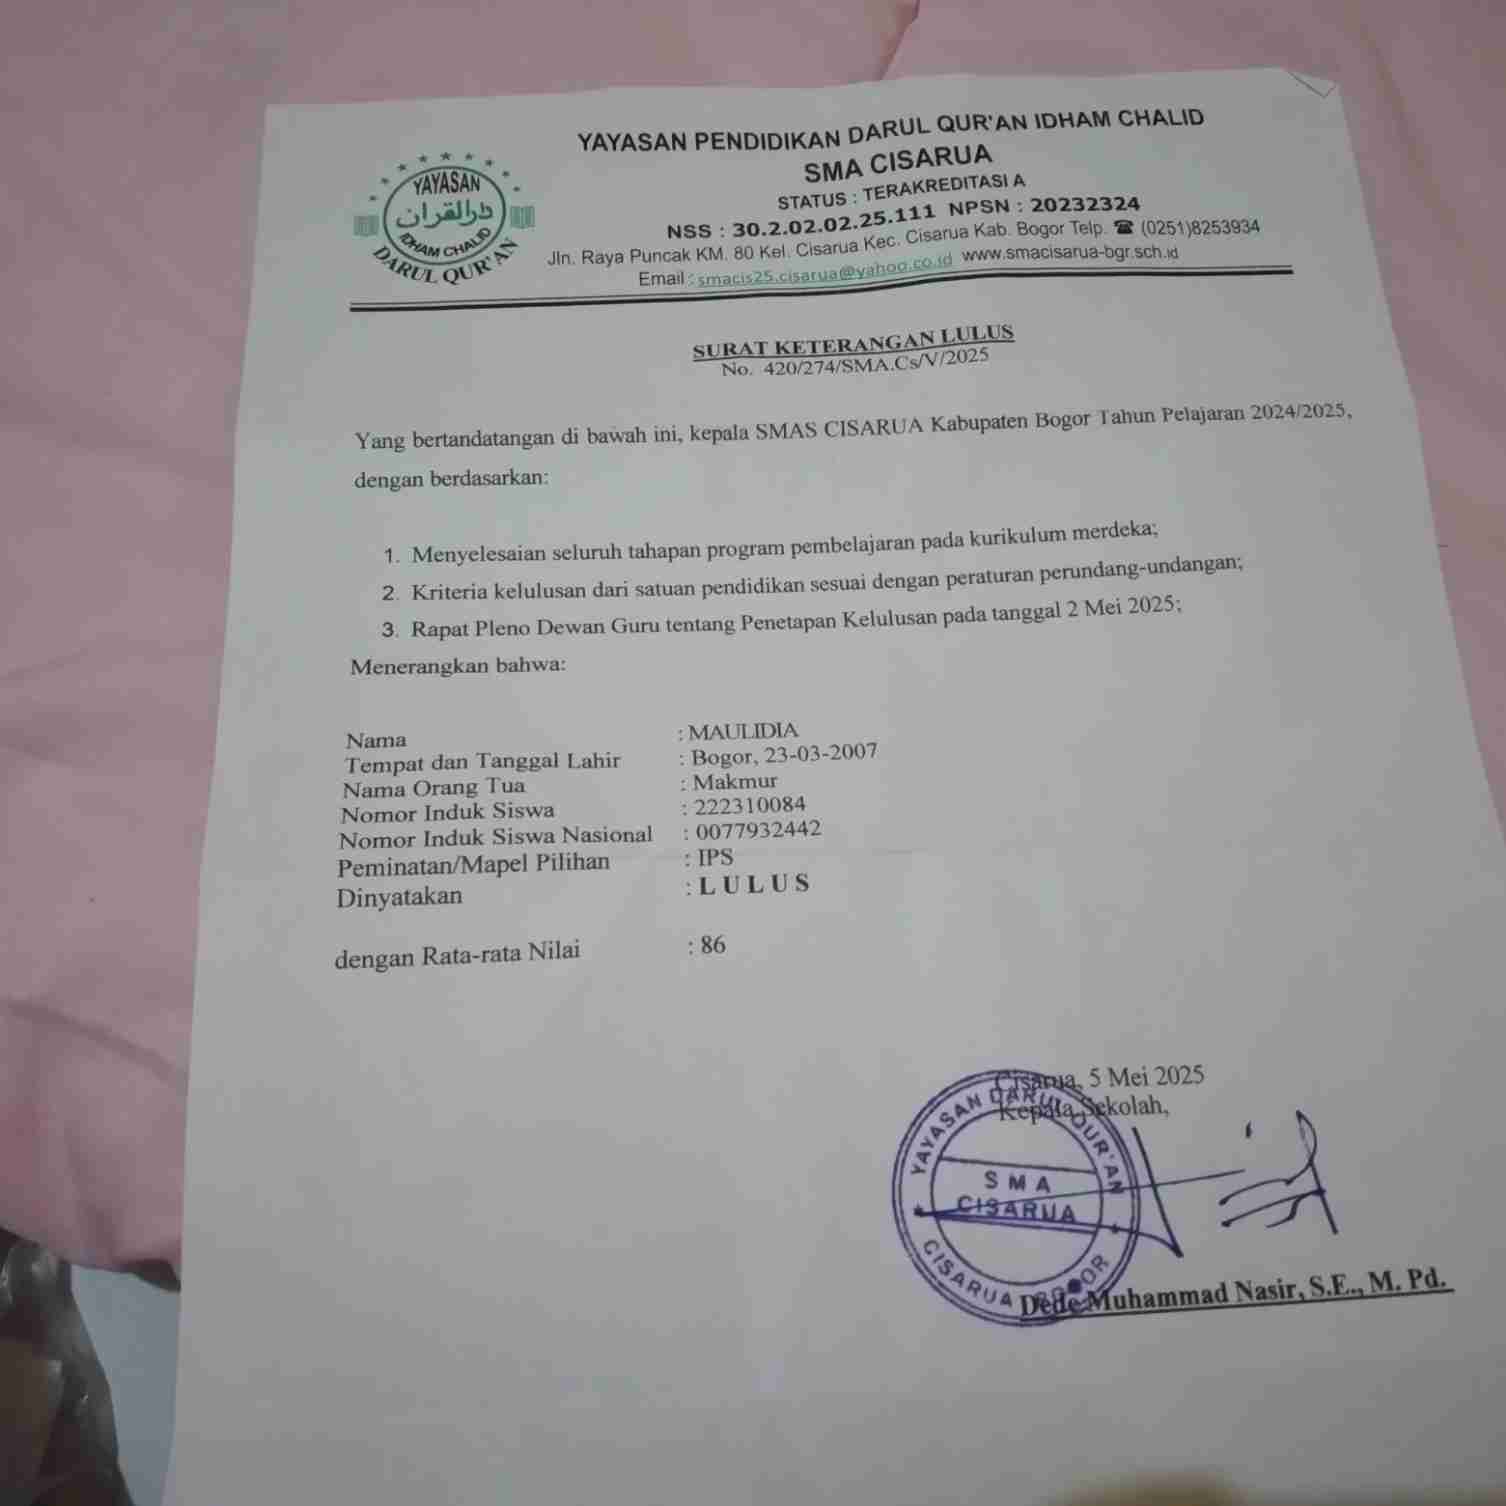 YAYASAN
دارالقران
IDHAM CHALID
DARUL QUR'AN
YAYASAN PENDIDIKAN DARUL QUR'AN IDHAM CHALID
SMA CISARUA
STATUS : TERAKREDITASI A
NSS : 30.2.02.02.25.111 NPSN : 20232324
Jln. Raya Puncak KM. 80 Kel. Cisarua Kec. Cisarua Kab. Bogor Telp. ☎ (0251)8253934
Email : smacis25.cisarua@yahoo.co.id www.smacisarua-bgr.sch.id
SURAT KETERANGAN LULUS
No. 420/274/SMA.Cs/V/2025
Yang bertandatangan di bawah ini, kepala SMAS CISARUA Kabupaten Bogor Tahun Pelajaran 2024/2025,
dengan berdasarkan:
1. Menyelesaian seluruh tahapan program pembelajaran pada kurikulum merdeka;
2. Kriteria kelulusan dari satuan pendidikan sesuai dengan peraturan perundang-undangan;
3. Rapat Pleno Dewan Guru tentang Penetapan Kelulusan pada tanggal 2 Mei 2025;
Menerangkan bahwa:
Nama : MAULIDIA
Tempat dan Tanggal Lahir : Bogor, 23-03-2007
Nama Orang Tua : Makmur
Nomor Induk Siswa : 222310084
Nomor Induk Siswa Nasional : 0077932442
Peminatan/Mapel Pilihan : IPS
Dinyatakan : L U L U S
dengan Rata-rata Nilai : 86
Cisarua, 5 Mei 2025
Kepala Sekolah,
YAYASAN DARUL QUR'AN
SMA
CISARUA
CISARUA BOGOR
Dede Muhammad Nasir, S.E., M. Pd.